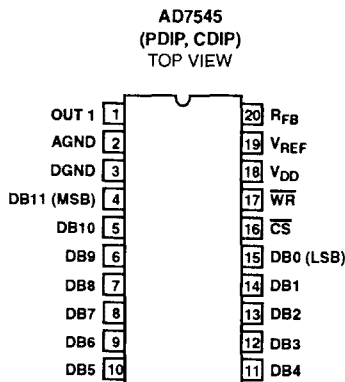 AD7545
(PDIP, CDIP)
TOP VIEW
OUT 1 1 20 RFB
AGND 2 19 VREF
DGND 3 18 VDD
DB11 (MSB) 4 17 WR
DB10 5 16 CS
DB9 6 15 DB0 (LSB)
DB8 7 14 DB1
DB7 8 13 DB2
DB6 9 12 DB3
DB5 10 11 DB4